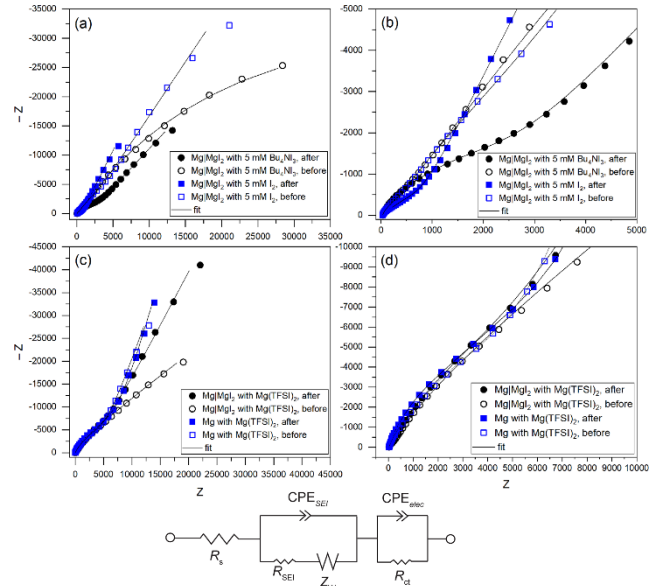 (a)
-35000
-30000
-25000
-20000
-15000
-10000
-5000
0
- Z
Mg|MgI₂ with 5 mM Bu₄NI₃, after
Mg|MgI₂ with 5 mM Bu₄NI₃, before
Mg|MgI₂ with 5 mM I₂, after
Mg|MgI₂ with 5 mM I₂, before
fit
0 5000 10000 15000 20000 25000 30000 35000
(b)
-5000
-4000
-3000
-2000
-1000
0
Mg|MgI₂ with 5 mM Bu₄NI₃, after
Mg|MgI₂ with 5 mM Bu₄NI₃, before
Mg|MgI₂ with 5 mM I₂, after
Mg|MgI₂ with 5 mM I₂, before
fit
0 1000 2000 3000 4000 5000
(c)
-45000
-40000
-35000
-30000
-25000
-20000
-15000
-10000
-5000
0
- Z
Mg|MgI₂ with Mg(TFSI)₂, after
Mg|MgI₂ with Mg(TFSI)₂, before
Mg with Mg(TFSI)₂, after
Mg with Mg(TFSI)₂, before
fit
0 5000 10000 15000 20000 25000 30000 35000 40000 45000
Z
(d)
-10000
-9000
-8000
-7000
-6000
-5000
-4000
-3000
-2000
-1000
0
Mg|MgI₂ with Mg(TFSI)₂, after
Mg|MgI₂ with Mg(TFSI)₂, before
Mg with Mg(TFSI)₂, after
Mg with Mg(TFSI)₂, before
fit
0 1000 2000 3000 4000 5000 6000 7000 8000 9000 10000
Z
CPE_SEI
CPE_elec
R_s
R_SEI
R_ct